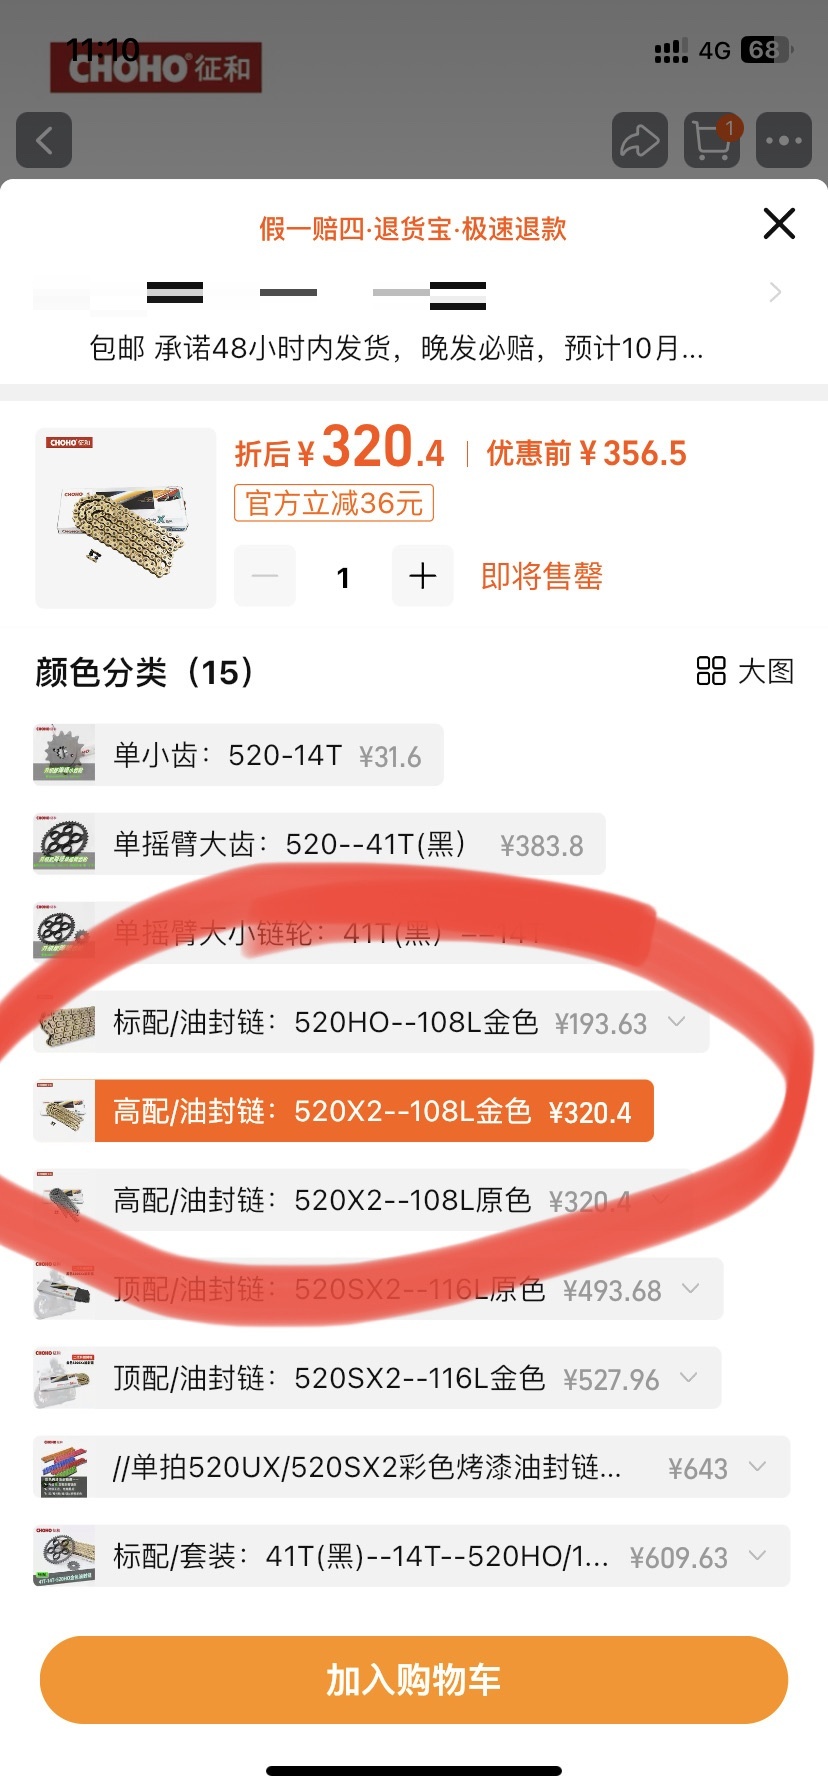 11:10
4G 68
CHOHO 征和
1
假一赔四·退货宝·极速退款
包邮 承诺48小时内发货，晚发必赔，预计10月...
CHOHO 征和
折后 ¥ 320.4 | 优惠前 ¥ 356.5
官方立减36元
1
即将售罄
颜色分类（15）
大图
单小齿：520-14T ¥31.6
单摇臂大齿：520--41T(黑) ¥383.8
单摇臂大小链轮：41T(黑) --14T
标配/油封链：520HO--108L金色 ¥193.63
高配/油封链：520X2--108L金色 ¥320.4
高配/油封链：520X2--108L原色 ¥320.4
顶配/油封链：520SX2--116L原色 ¥493.68
顶配/油封链：520SX2--116L金色 ¥527.96
//单拍520UX/520SX2彩色烤漆油封链... ¥643
标配/套装：41T(黑)--14T--520HO/1... ¥609.63
加入购物车